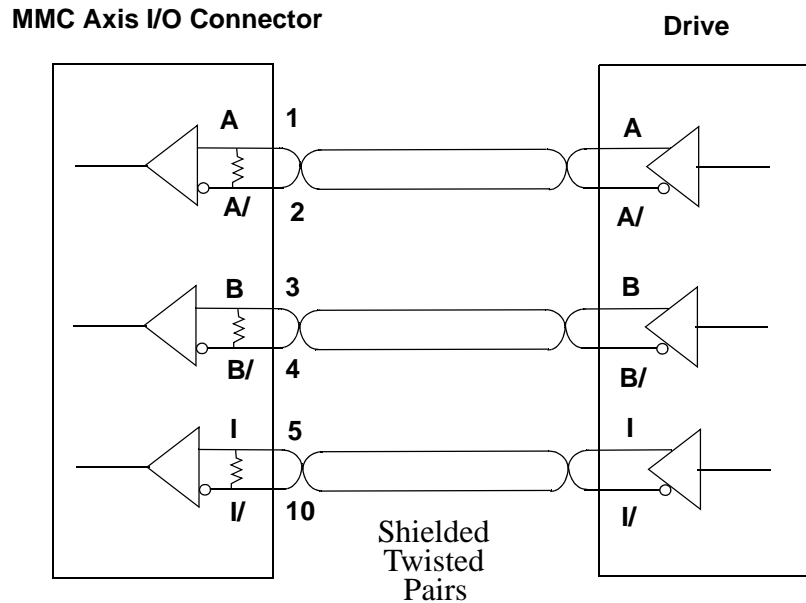 MMC Axis I/O Connector
Drive
A
1
A
A/
2
A/
B
3
B
B/
4
B/
I
5
I
I/
10
I/
Shielded
Twisted
Pairs